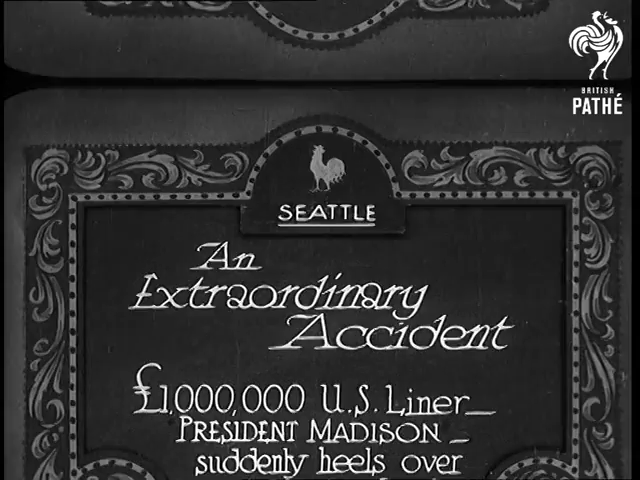 BRITISH
PATHÉ
SEATTLE
An
Extraordinary
Accident
£1,000,000 U.S. Liner—
PRESIDENT MADISON —
suddenly heels over